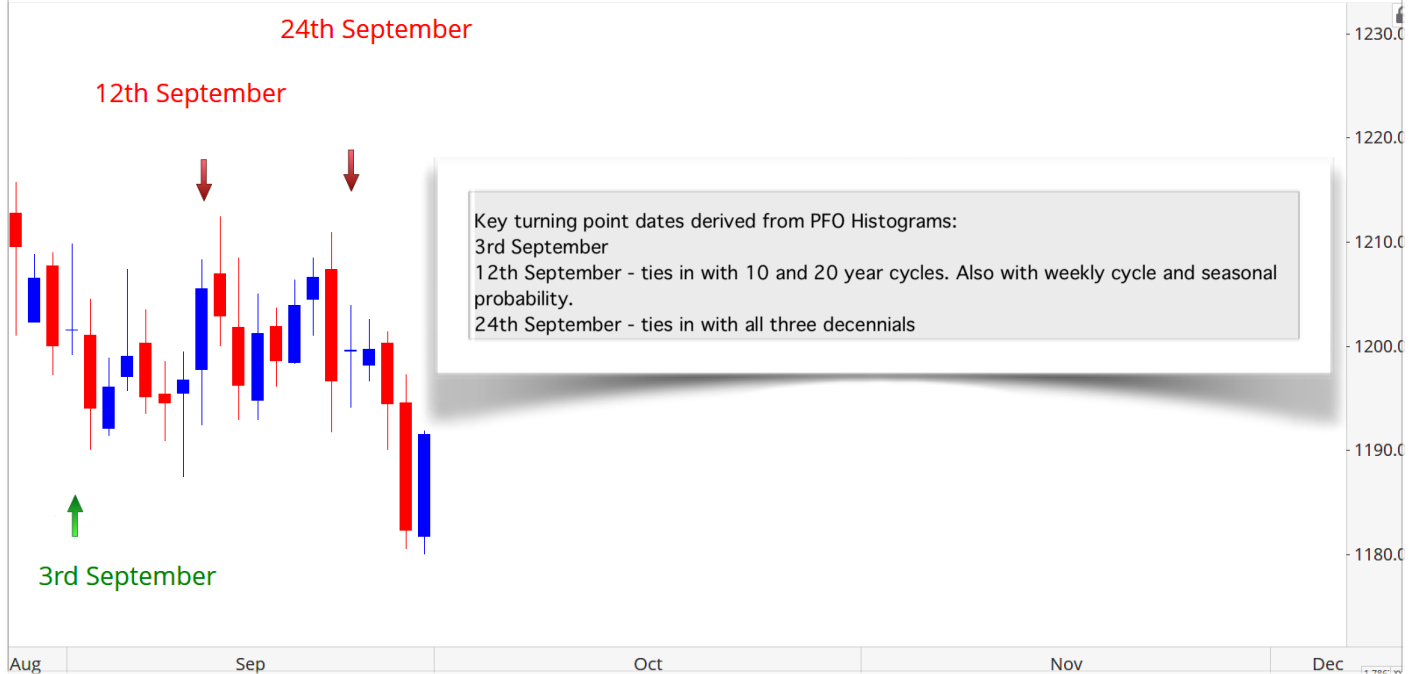 24th September
1230.0
12th September
1220.0
Key turning point dates derived from PFO Histograms:
3rd September
12th September - ties in with 10 and 20 year cycles. Also with weekly cycle and seasonal
probability.
24th September - ties in with all three decennials
1210.0
1200.0
1190.0
1180.0
3rd September
Aug Sep Oct Nov Dec